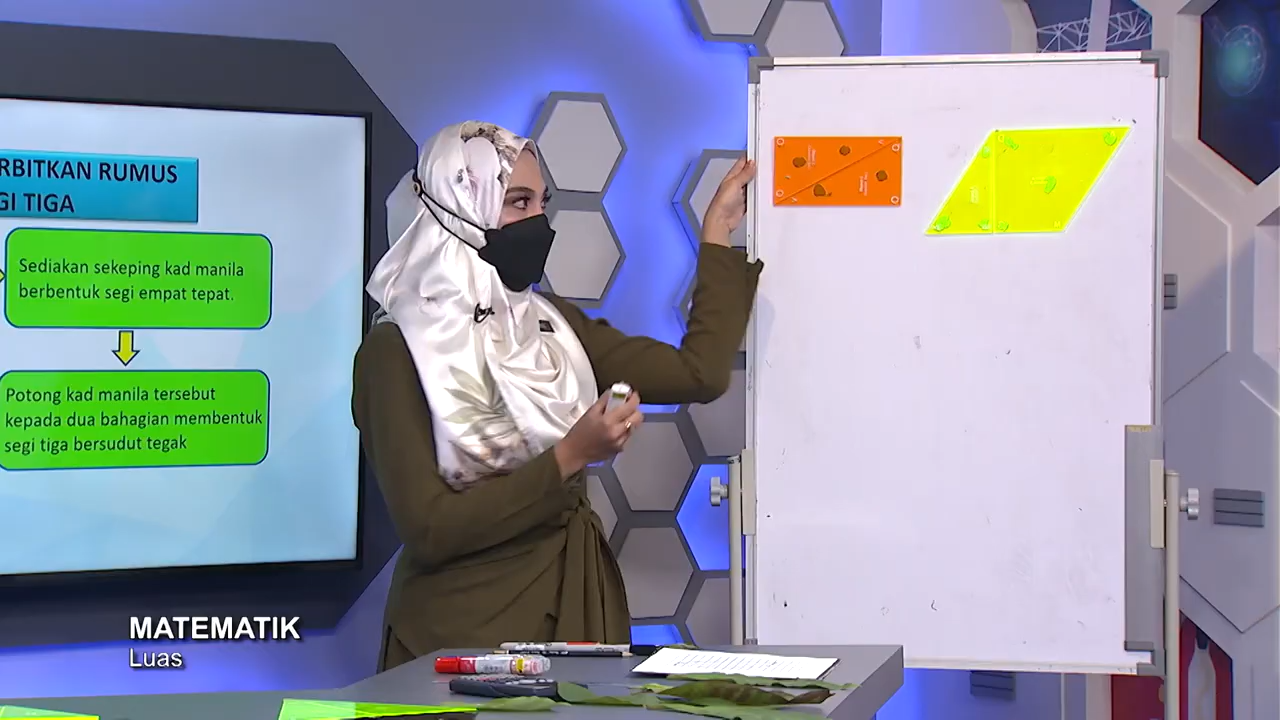 RBITKAN RUMUS
GI TIGA
Sediakan sekeping kad manila
berbentuk segi empat tepat.
Potong kad manila tersebut
kepada dua bahagian membentuk
segi tiga bersudut tegak
MATEMATIK
Luas